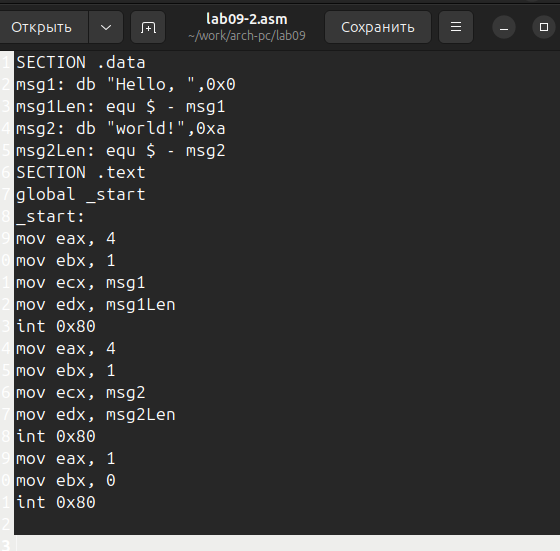 Открыть
lab09-2.asm
~/work/arch-pc/lab09
Сохранить
1 SECTION .data
2 msg1: db "Hello, ",0x0
3 msg1Len: equ $ - msg1
4 msg2: db "world!",0xa
5 msg2Len: equ $ - msg2
6 SECTION .text
7 global _start
8 _start:
9 mov eax, 4
0 mov ebx, 1
1 mov ecx, msg1
2 mov edx, msg1Len
3 int 0x80
4 mov eax, 4
5 mov ebx, 1
6 mov ecx, msg2
7 mov edx, msg2Len
8 int 0x80
9 mov eax, 1
0 mov ebx, 0
1 int 0x80
2
3